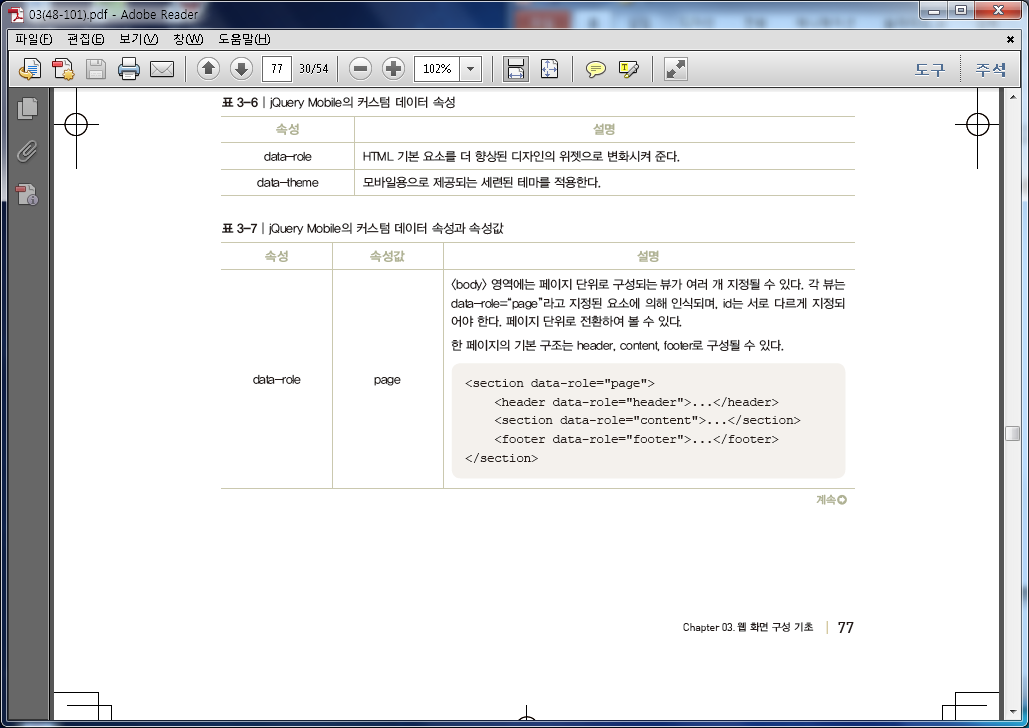 03(48-101).pdf - Adobe Reader
파일(F) 편집(E) 보기(V) 창(W) 도움말(H)
77 30/54 102% 도구 주석
표 3-6 | jQuery Mobile의 커스텀 데이터 속성
속성 설명
data-role HTML 기본 요소를 더 향상된 디자인의 위젯으로 변화시켜 준다.
data-theme 모바일용으로 제공되는 세련된 테마를 적용한다.
표 3-7 | jQuery Mobile의 커스텀 데이터 속성과 속성값
속성 속성값 설명
<body> 영역에는 페이지 단위로 구성되는 뷰가 여러 개 지정될 수 있다. 각 뷰는
data-role="page"라고 지정된 요소에 의해 인식되며, id는 서로 다르게 지정되
어야 한다. 페이지 단위로 전환하여 볼 수 있다.
한 페이지의 기본 구조는 header, content, footer로 구성될 수 있다.
data-role page
<section data-role="page">
<header data-role="header">...</header>
<section data-role="content">...</section>
<footer data-role="footer">...</footer>
</section>
계속
Chapter 03. 웹 화면 구성 기초 | 77